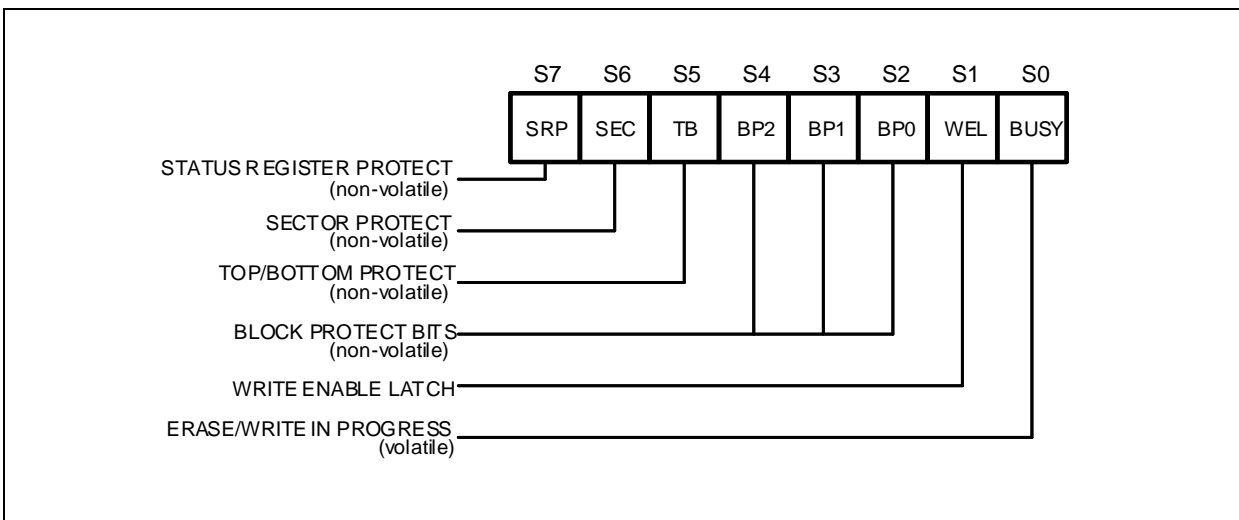 S7 S6 S5 S4 S3 S2 S1 S0
SRP SEC TB BP2 BP1 BP0 WEL BUSY
STATUS REGISTER PROTECT
(non-volatile)
SECTOR PROTECT
(non-volatile)
TOP/BOTTOM PROTECT
(non-volatile)
BLOCK PROTECT BITS
(non-volatile)
WRITE ENABLE LATCH
ERASE/WRITE IN PROGRESS
(volatile)